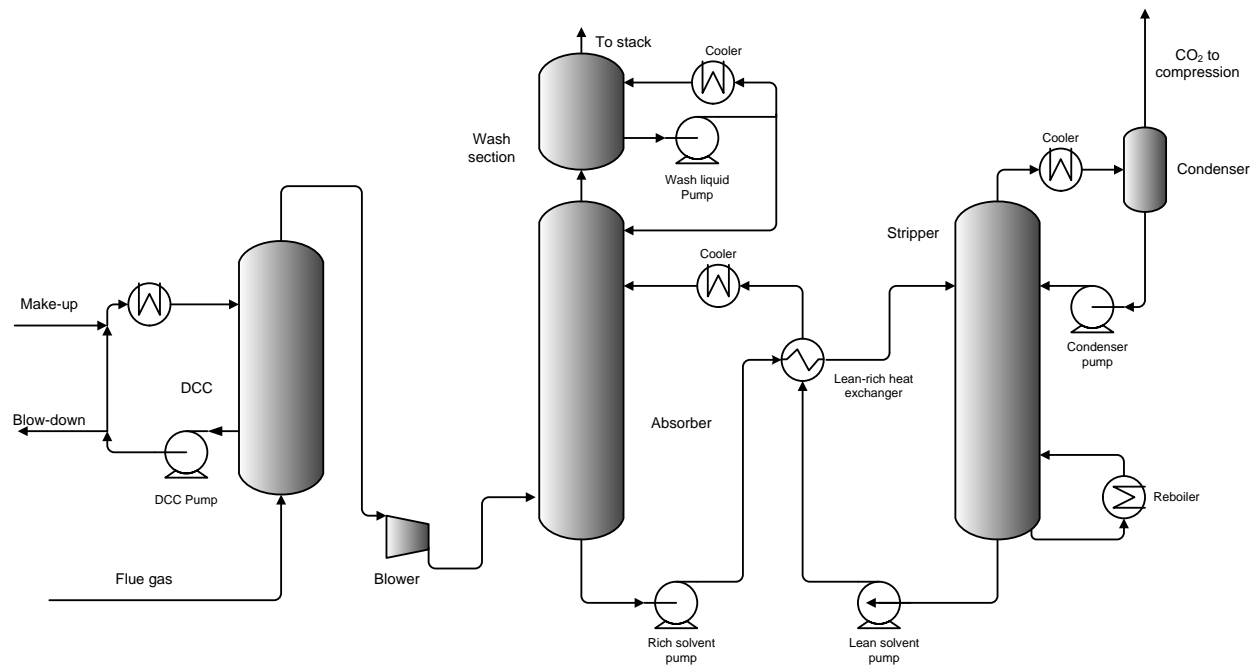 To stack
Cooler
CO₂ to
compression
Wash
section
Cooler
Condenser
Wash liquid
Pump
Stripper
Cooler
Make-up
Condenser
pump
Lean-rich heat
exchanger
DCC
Blow-down
Absorber
DCC Pump
Reboiler
Flue gas
Blower
Rich solvent
pump
Lean solvent
pump